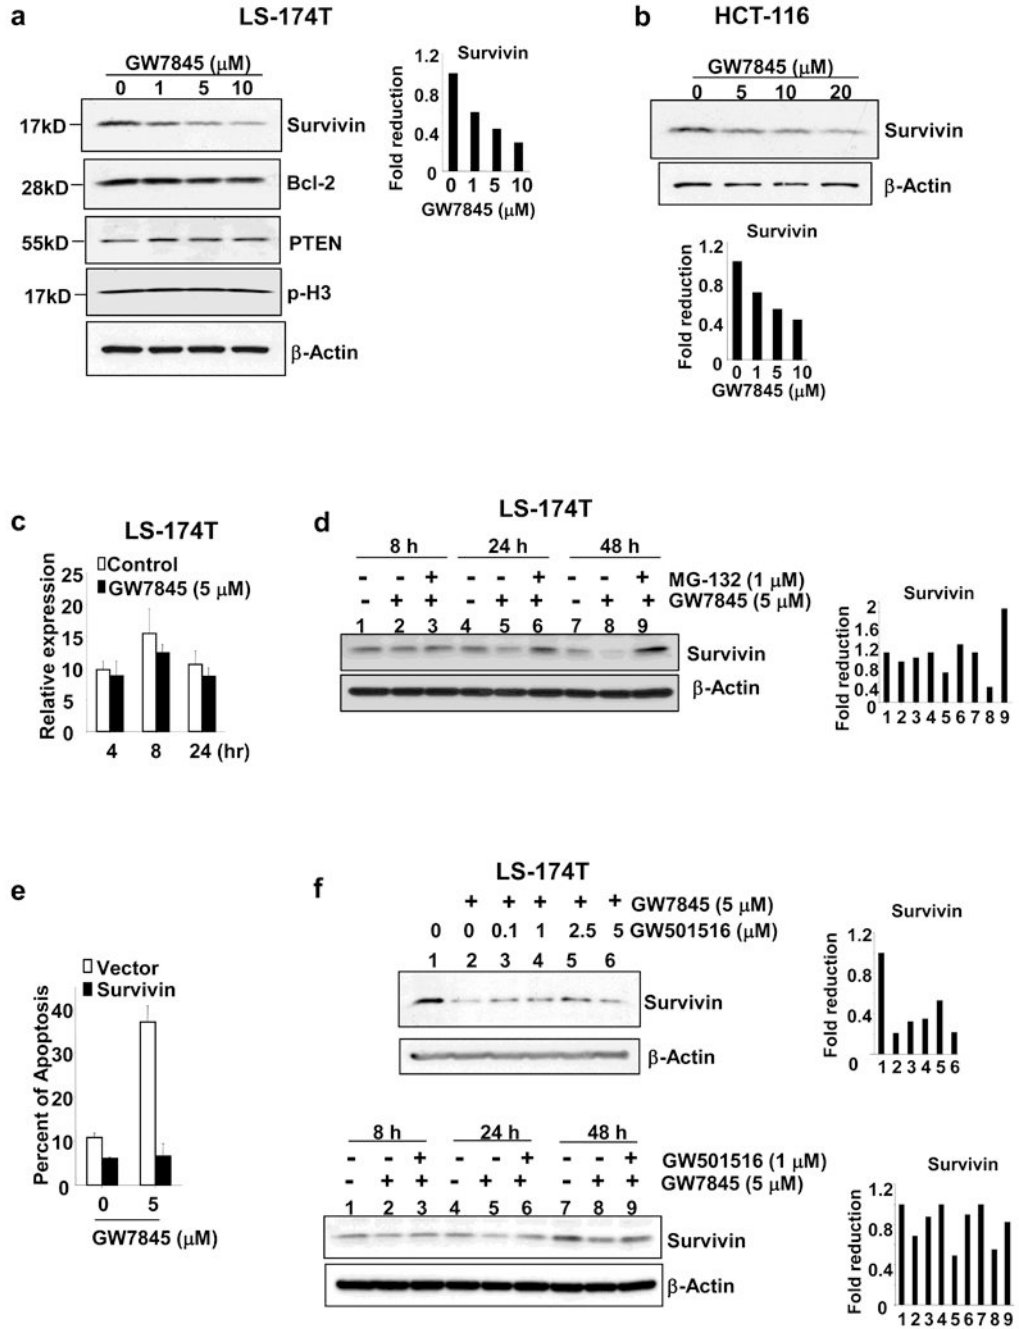 a
LS-174T
GW7845 (μM)
0 1 5 10
17kD
Survivin
28kD
Bcl-2
55kD
PTEN
17kD
p-H3
β-Actin
Survivin
Fold reduction
1.2
0.8
0.4
0
0 1 5 10
GW7845 (μM)
b
HCT-116
GW7845 (μM)
0 5 10 20
Survivin
β-Actin
Survivin
Fold reduction
1.2
0.8
0.4
0
0 1 5 10
GW7845 (μM)
c
LS-174T
Control
GW7845 (5 μM)
Relative expression
25
20
15
10
5
0
4 8 24 (hr)
d
LS-174T
8 h 24 h 48 h
- - + - - + - - + MG-132 (1 μM)
- + + - + + - + + GW7845 (5 μM)
1 2 3 4 5 6 7 8 9
Survivin
β-Actin
Survivin
Fold reduction
2
1.6
1.2
0.8
0.4
0
1 2 3 4 5 6 7 8 9
e
Vector
Survivin
Percent of Apoptosis
40
30
20
10
0
0 5
GW7845 (μM)
f
LS-174T
+ + + + + GW7845 (5 μM)
0 0 0.1 1 2.5 5 GW501516 (μM)
1 2 3 4 5 6
Survivin
β-Actin
Survivin
Fold reduction
1.2
0.8
0.4
0
1 2 3 4 5 6
8 h 24 h 48 h
- - + - - + - - + GW501516 (1 μM)
- + + - + + - + + GW7845 (5 μM)
1 2 3 4 5 6 7 8 9
Survivin
β-Actin
Survivin
Fold reduction
1.2
0.8
0.4
0
1 2 3 4 5 6 7 8 9